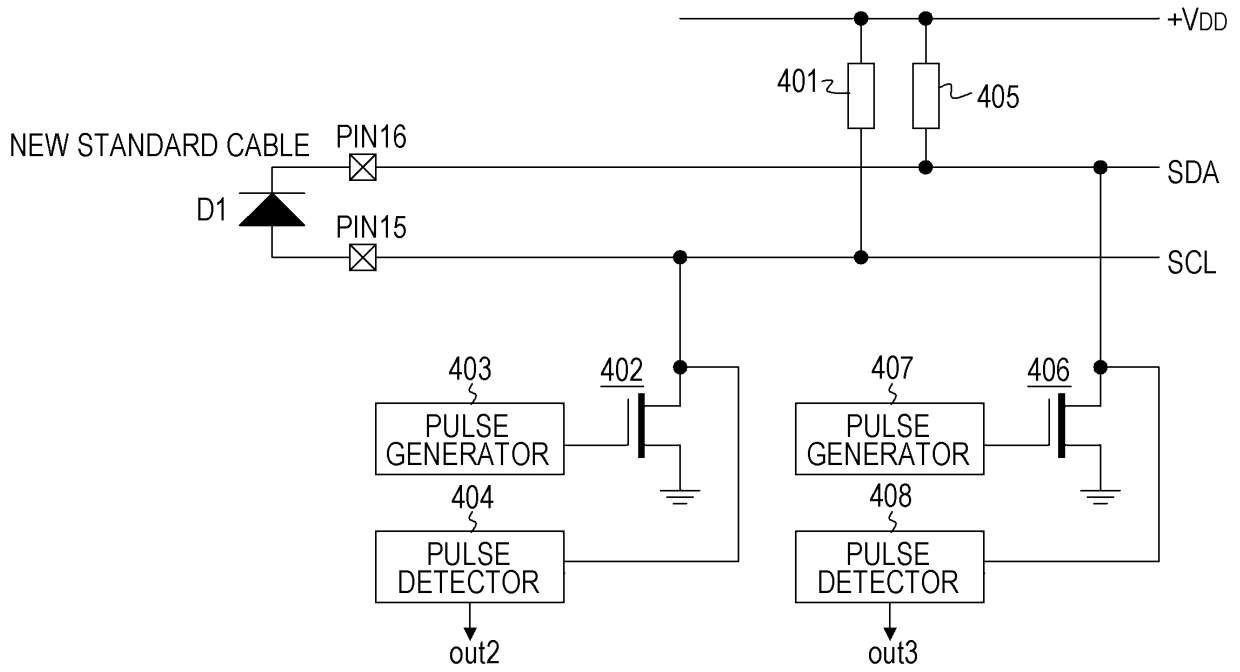 +VDD
401
405
NEW STANDARD CABLE
PIN16
SDA
D1
PIN15
SCL
403
402
407
406
PULSE
GENERATOR
PULSE
GENERATOR
404
408
PULSE
DETECTOR
PULSE
DETECTOR
out2
out3